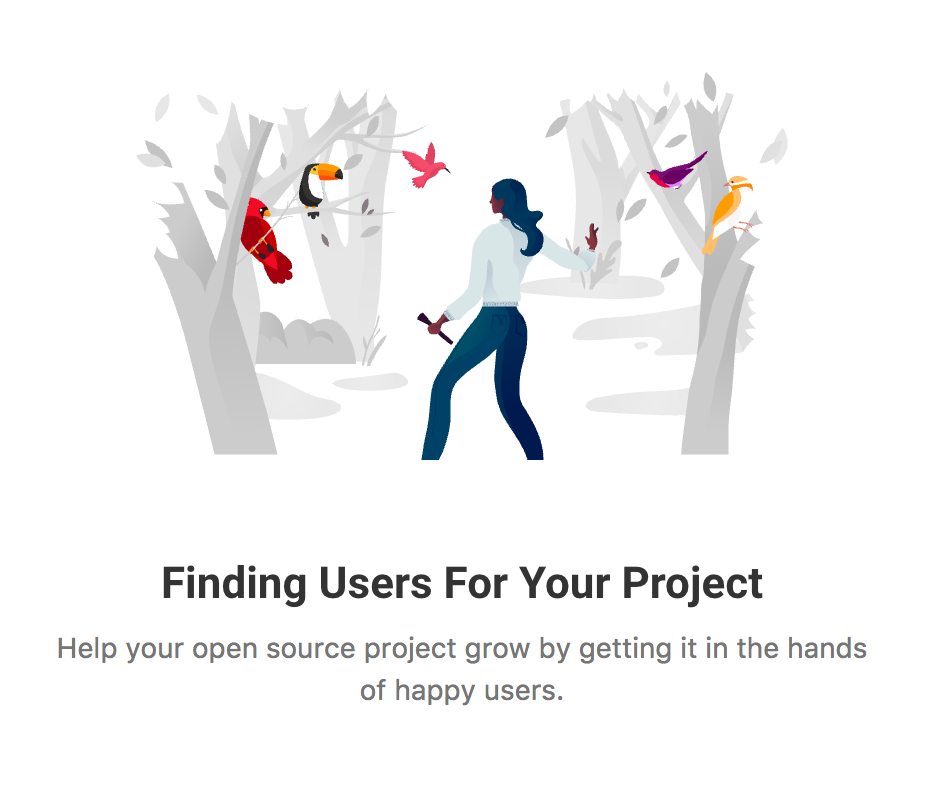 Finding Users For Your Project
Help your open source project grow by getting it in the hands
of happy users.